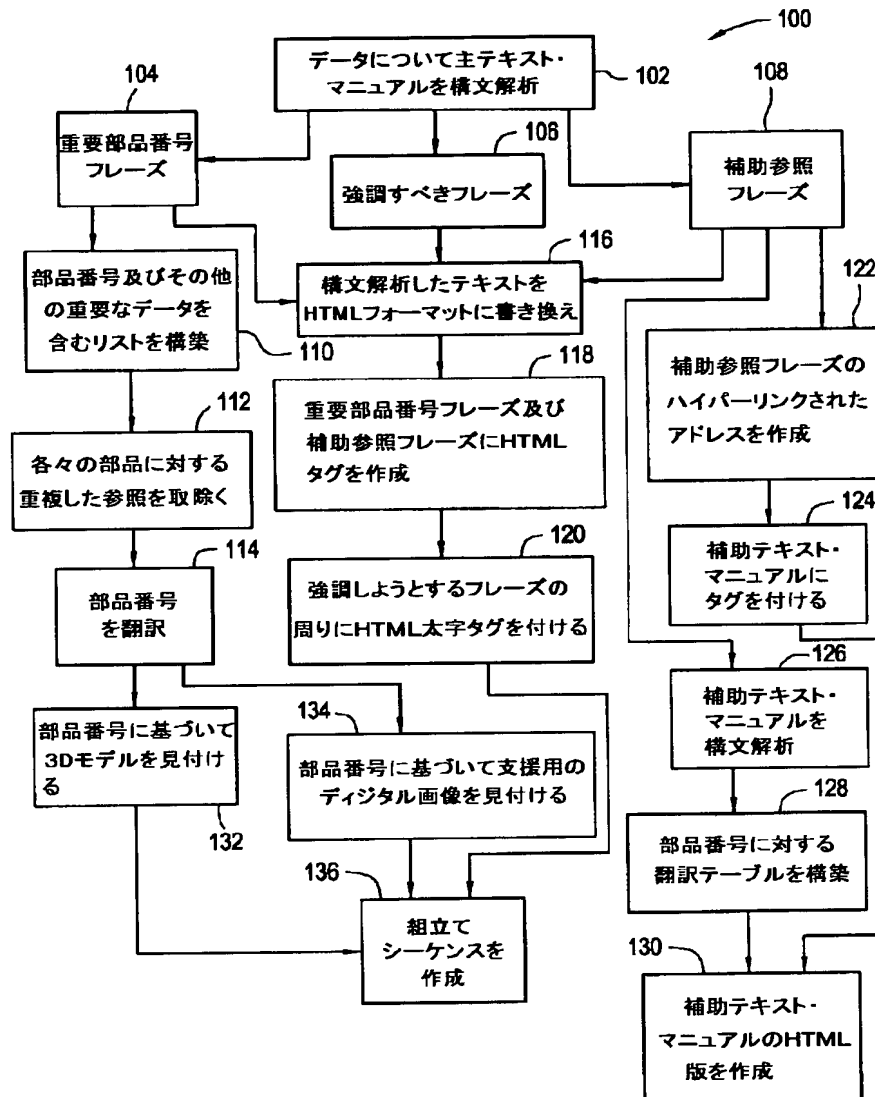 100
データについて主テキスト・
マニュアルを構文解析
102
104
重要部品番号
フレーズ
106
強調すべきフレーズ
108
補助参照
フレーズ
部品番号及びその他
の重要なデータを
含むリストを構築
110
116
構文解析したテキストを
HTMLフォーマットに書き換え
122
補助参照フレーズの
ハイパーリンクされた
アドレスを作成
118
重要部品番号フレーズ及び
補助参照フレーズにHTML
タグを作成
112
各々の部品に対する
重複した参照を取除く
124
補助テキスト・
マニュアルに
タグを付ける
120
強調しようとするフレーズの
周りにHTML太字タグを付ける
114
部品番号
を翻訳
126
補助テキスト・
マニュアルを
構文解析
部品番号に基づいて
3Dモデルを見付け
る
132
134
部品番号に基づいて支援用の
ディジタル画像を見付ける
128
部品番号に対する
翻訳テーブルを構築
136
組立て
シーケンスを
作成
130
補助テキスト・
マニュアルのHTML
版を作成